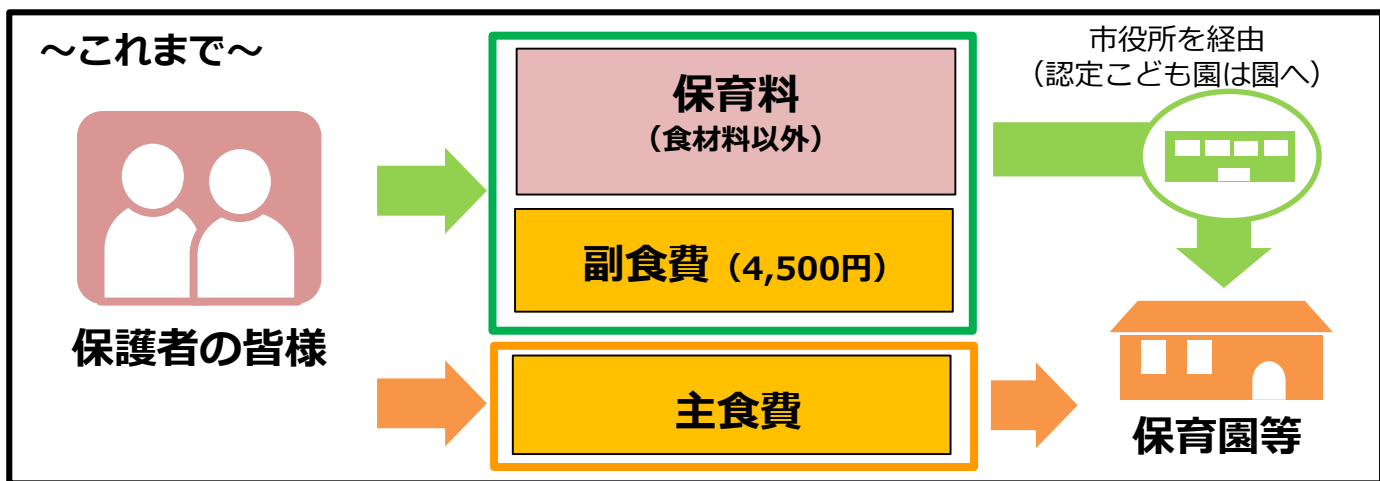 ～これまで～
保護者の皆様
保育料
（食材料以外）
副食費（4,500円）
主食費
市役所を経由
（認定こども園は園へ）
保育園等